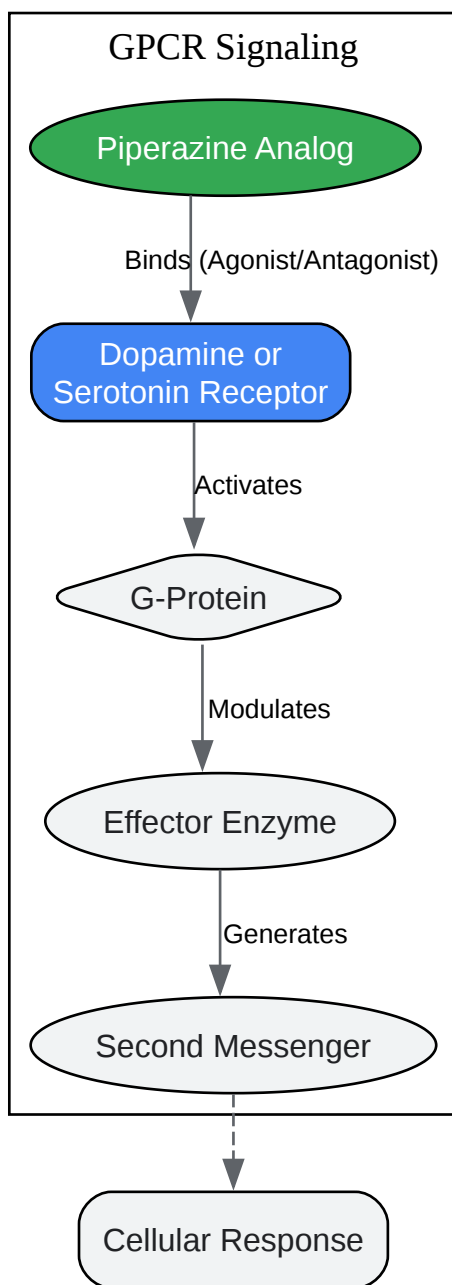 GPCR Signaling
Piperazine Analog
Binds (Agonist/Antagonist)
Dopamine or
Serotonin Receptor
Activates
G-Protein
Modulates
Effector Enzyme
Generates
Second Messenger
Cellular Response